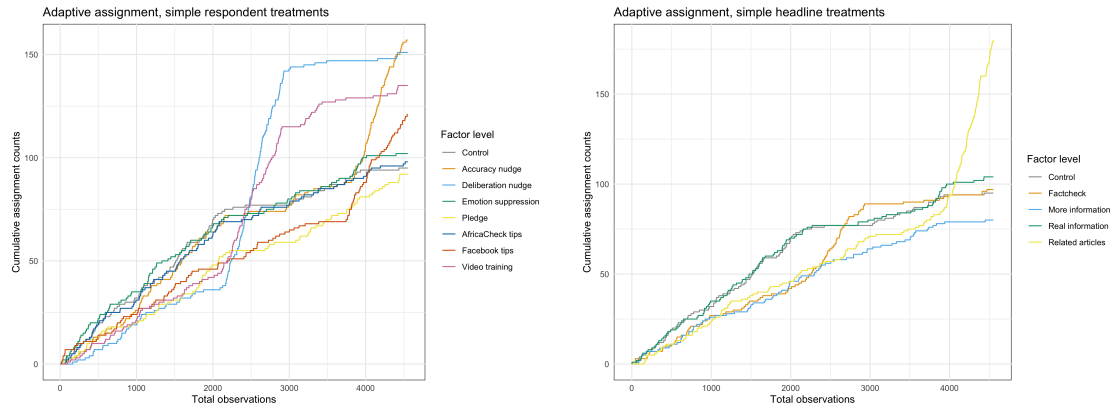 Adaptive assignment, simple respondent treatments
Cumulative assignment counts
150
100
50
0
0 1000 2000 3000 4000
Total observations
Factor level
Control
Accuracy nudge
Deliberation nudge
Emotion suppression
Pledge
AfricaCheck tips
Facebook tips
Video training
Adaptive assignment, simple headline treatments
Cumulative assignment counts
150
100
50
0
0 1000 2000 3000 4000
Total observations
Factor level
Control
Factcheck
More information
Real information
Related articles